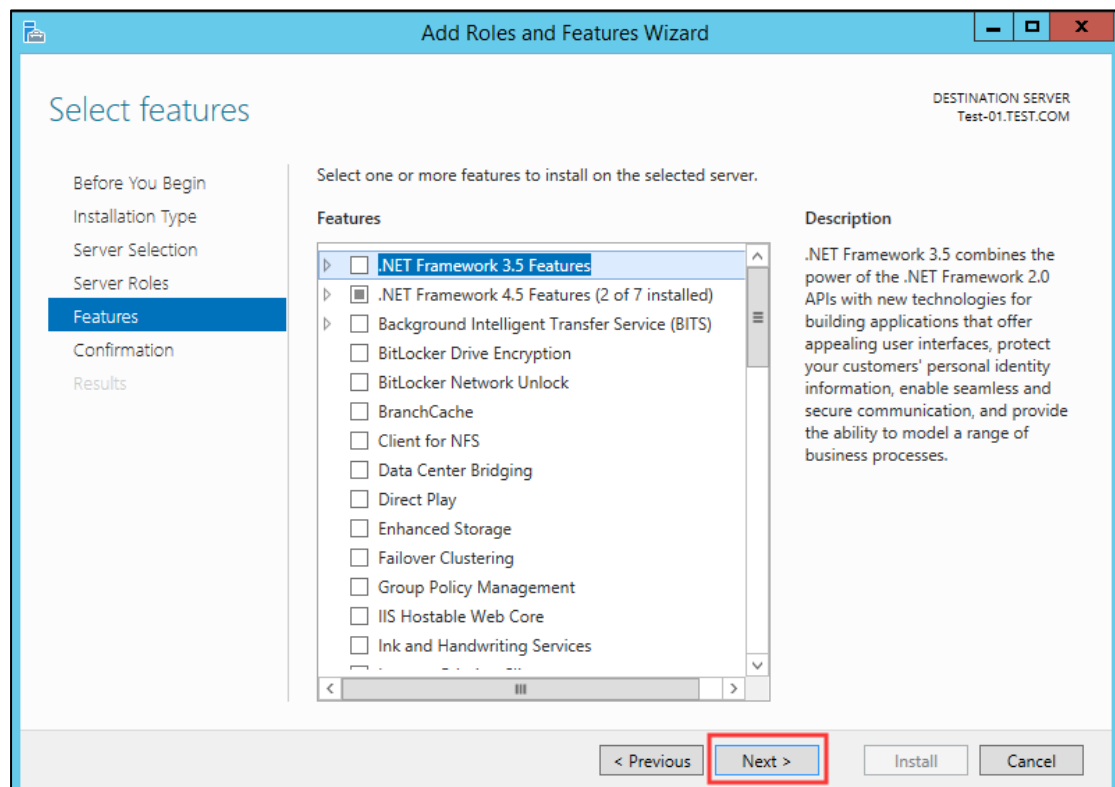 Add Roles and Features Wizard
Select features
DESTINATION SERVER
Test-01.TEST.COM
Before You Begin
Installation Type
Server Selection
Server Roles
Features
Confirmation
Results
Select one or more features to install on the selected server.
Features
.NET Framework 3.5 Features
.NET Framework 4.5 Features (2 of 7 installed)
Background Intelligent Transfer Service (BITS)
BitLocker Drive Encryption
BitLocker Network Unlock
BranchCache
Client for NFS
Data Center Bridging
Direct Play
Enhanced Storage
Failover Clustering
Group Policy Management
IIS Hostable Web Core
Ink and Handwriting Services
Description
.NET Framework 3.5 combines the
power of the .NET Framework 2.0
APIs with new technologies for
building applications that offer
appealing user interfaces, protect
your customers' personal identity
information, enable seamless and
secure communication, and provide
the ability to model a range of
business processes.
< Previous
Next >
Install
Cancel